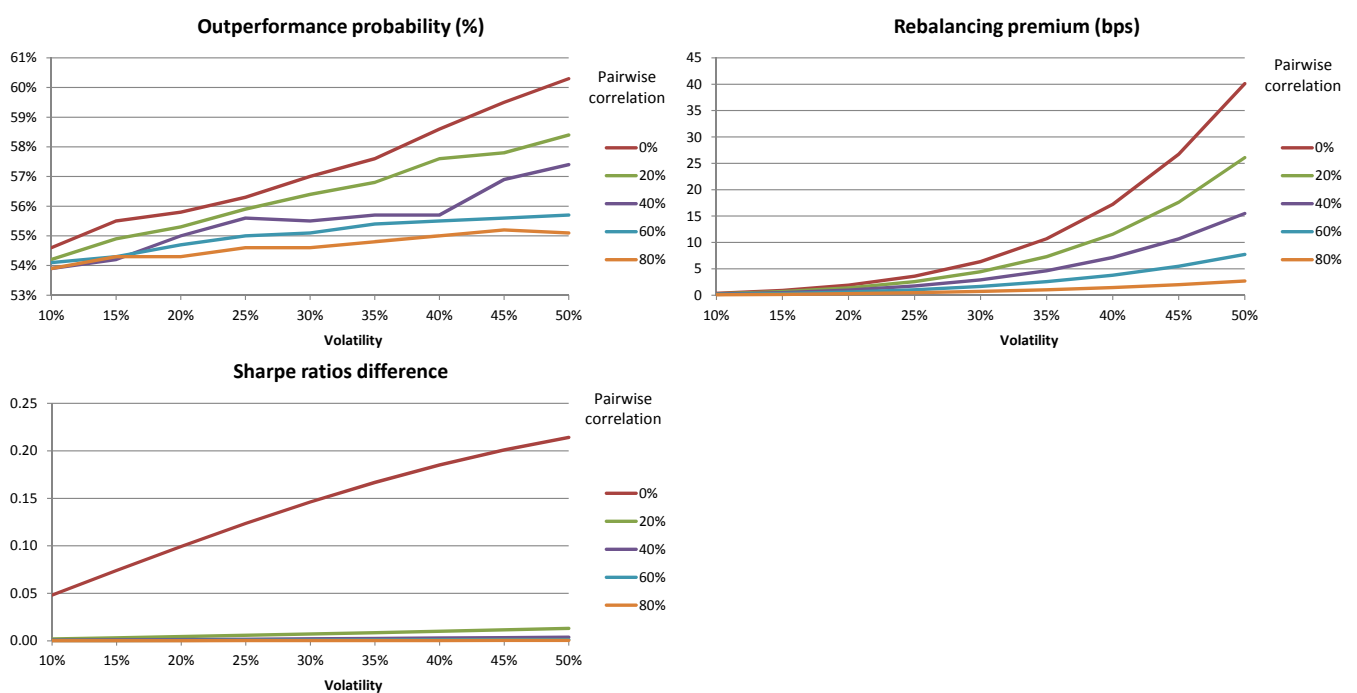 Outperformance probability (%)
61%
60%
59%
58%
57%
56%
55%
54%
53%
10% 15% 20% 25% 30% 35% 40% 45% 50%
Volatility
Pairwise
correlation
0%
20%
40%
60%
80%
Rebalancing premium (bps)
45
40
35
30
25
20
15
10
5
0
10% 15% 20% 25% 30% 35% 40% 45% 50%
Volatility
Pairwise
correlation
0%
20%
40%
60%
80%
Sharpe ratios difference
0.25
0.20
0.15
0.10
0.05
0.00
10% 15% 20% 25% 30% 35% 40% 45% 50%
Volatility
Pairwise
correlation
0%
20%
40%
60%
80%